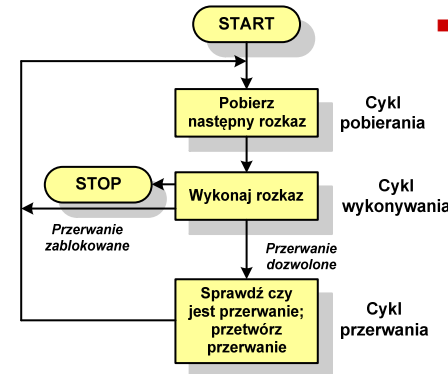 START
Pobierz
następny rozkaz
Cykl
pobierania
STOP
Wykonaj rozkaz
Cykl
wykonywania
Przerwanie
zablokowane
Przerwanie
dozwolone
Sprawdź czy
jest przerwanie;
przetwórz
przerwanie
Cykl
przerwania